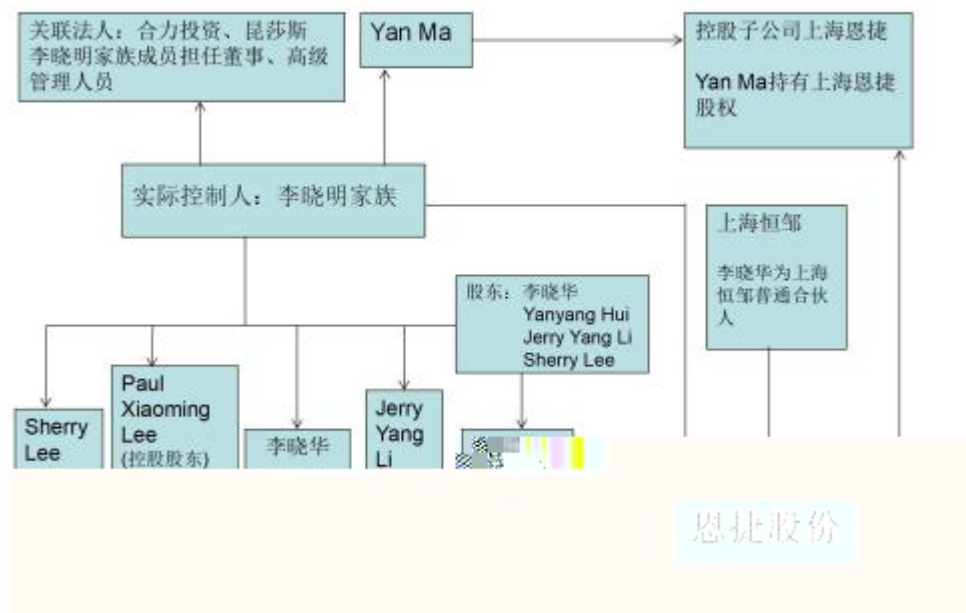 关联法人：合力投资、昆莎斯
李晓明家族成员担任董事、高级
管理人员
Yan Ma
控股子公司上海恩捷
Yan Ma持有上海恩捷
股权
实际控制人：李晓明家族
上海恒邹
李晓华为上海
恒邹普通合伙
人
股东：李晓华
Yanyang Hui
Jerry Yang Li
Sherry Lee
Sherry
Lee
Paul
Xiaoming
Lee
(控股股东)
李晓华
Jerry
Yang
Li
恩捷股份